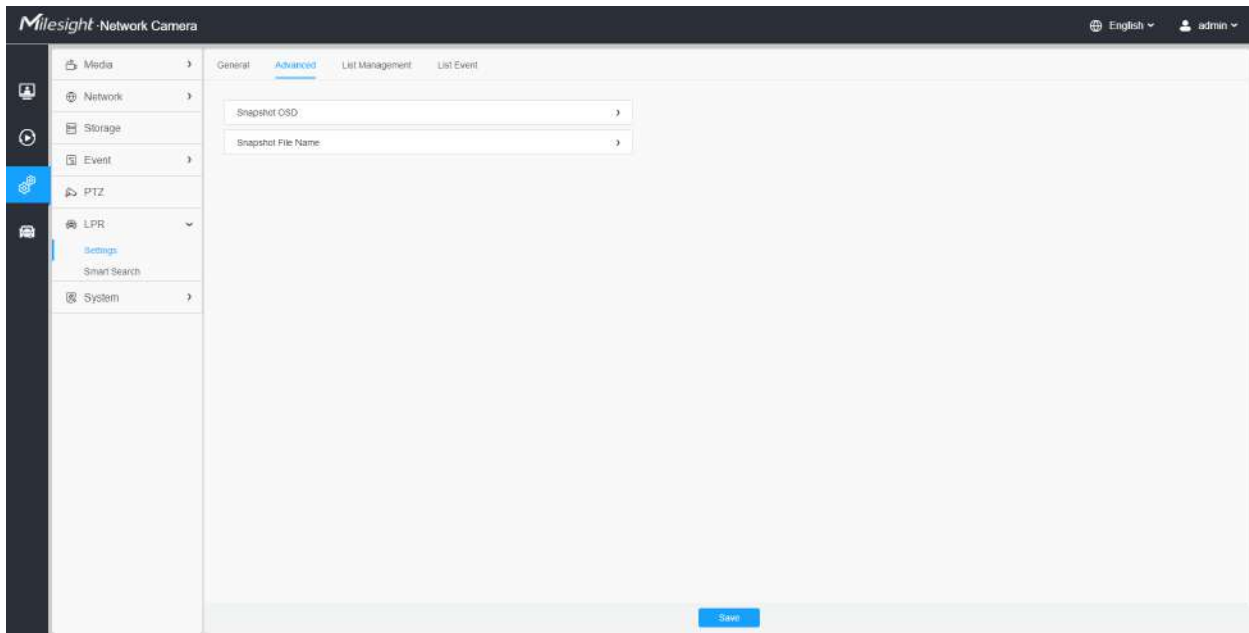 Milesight·Network Camera
English
admin
Media
General Advanced List Management List Event
Network
Snapshot OSD
Storage
Snapshot File Name
Event
PTZ
LPR
Settings
Smart Search
System
Save